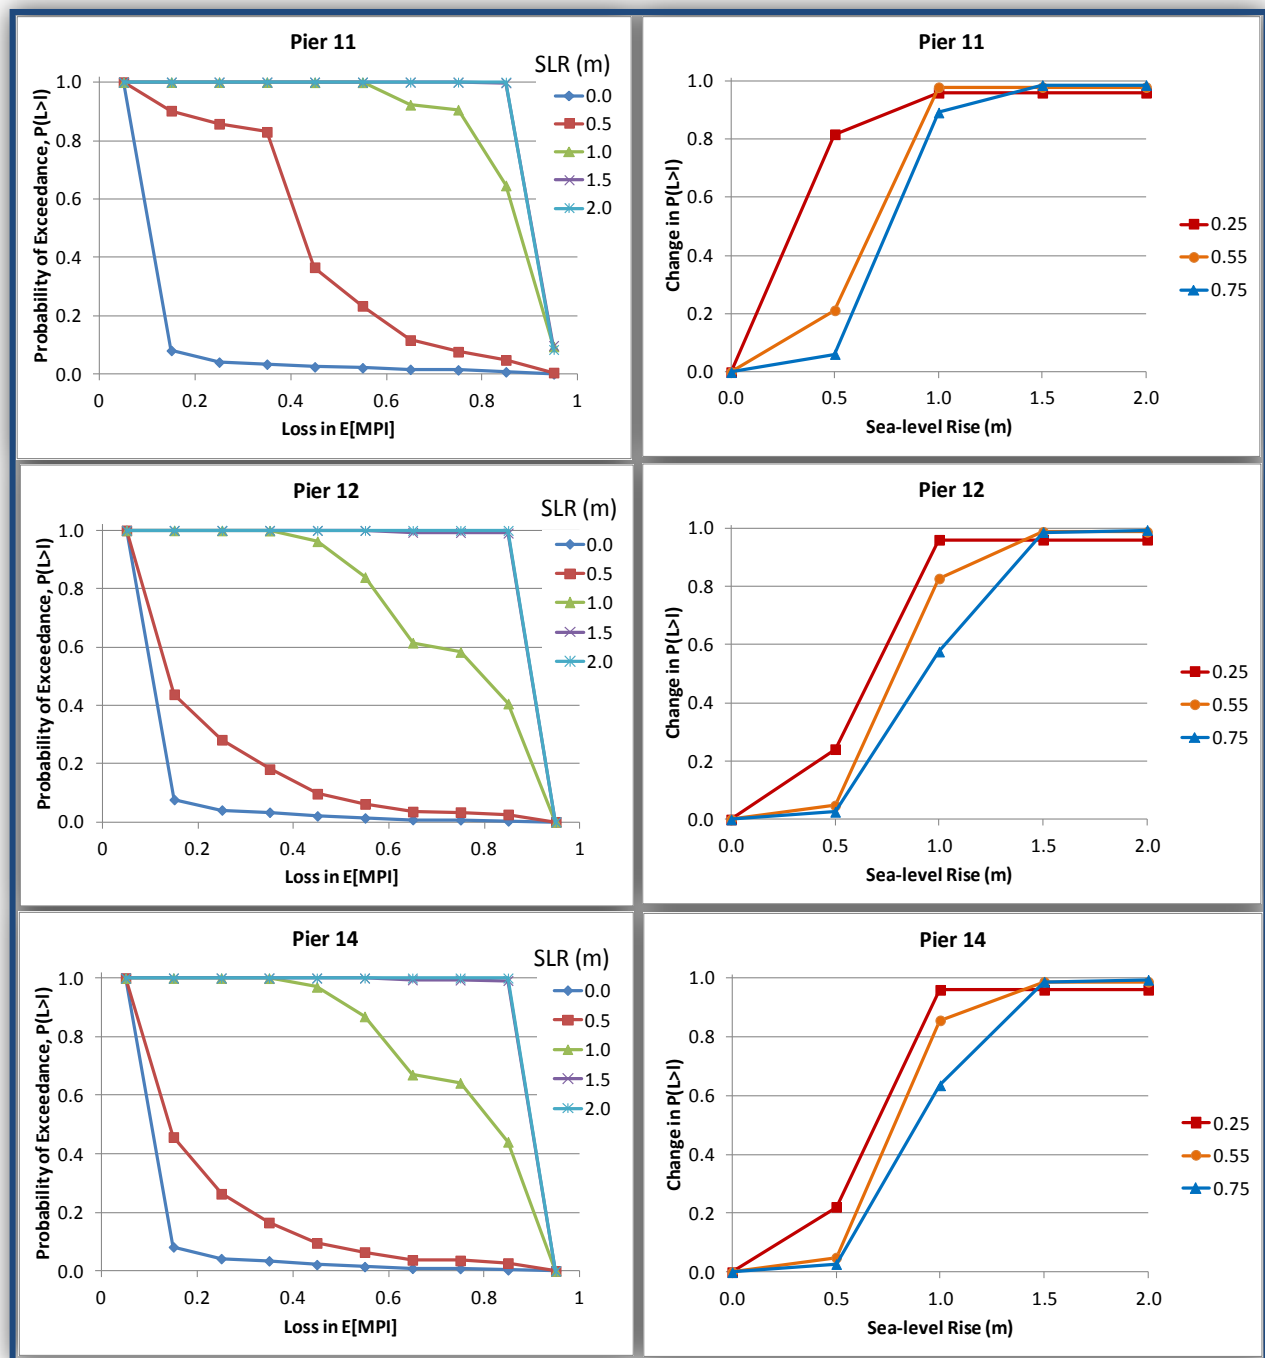 Pier 11
SLR (m)
Probability of Exceedance, P(L>I)
1.0
0.8
0.6
0.4
0.2
0.0
0 0.2 0.4 0.6 0.8 1
Loss in E[MPI]
0.0
0.5
1.0
1.5
2.0
Pier 11
Change in P(L>I)
1.0
0.8
0.6
0.4
0.2
0.0
0.0 0.5 1.0 1.5 2.0
Sea-level Rise (m)
0.25
0.55
0.75
Pier 12
SLR (m)
Probability of Exceedance, P(L>I)
1.0
0.8
0.6
0.4
0.2
0.0
0 0.2 0.4 0.6 0.8 1
Loss in E[MPI]
0.0
0.5
1.0
1.5
2.0
Pier 12
Change in P(L>I)
1.0
0.8
0.6
0.4
0.2
0.0
0.0 0.5 1.0 1.5 2.0
Sea-level Rise (m)
0.25
0.55
0.75
Pier 14
SLR (m)
Probability of Exceedance, P(L>I)
1.0
0.8
0.6
0.4
0.2
0.0
0 0.2 0.4 0.6 0.8 1
Loss in E[MPI]
0.0
0.5
1.0
1.5
2.0
Pier 14
Change in P(L>I)
1.0
0.8
0.6
0.4
0.2
0.0
0.0 0.5 1.0 1.5 2.0
Sea-level Rise (m)
0.25
0.55
0.75